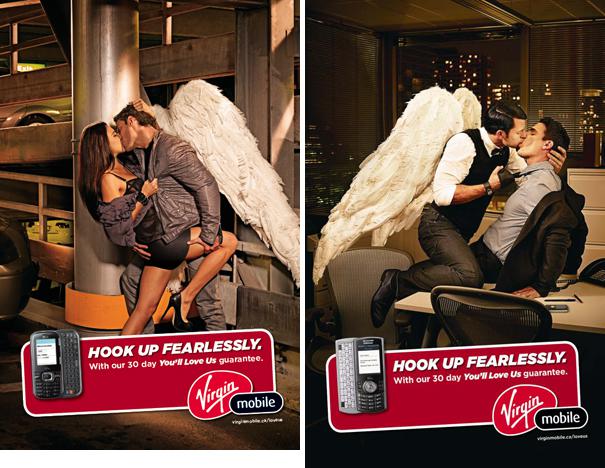 Exit
HOOK UP FEARLESSLY.
With our 30 day You'll Love Us guarantee.
Virgin mobile
virginmobile.ca/loveus
HOOK UP FEARLESSLY.
With our 30 day You'll Love Us guarantee.
Virgin mobile
virginmobile.ca/loveus